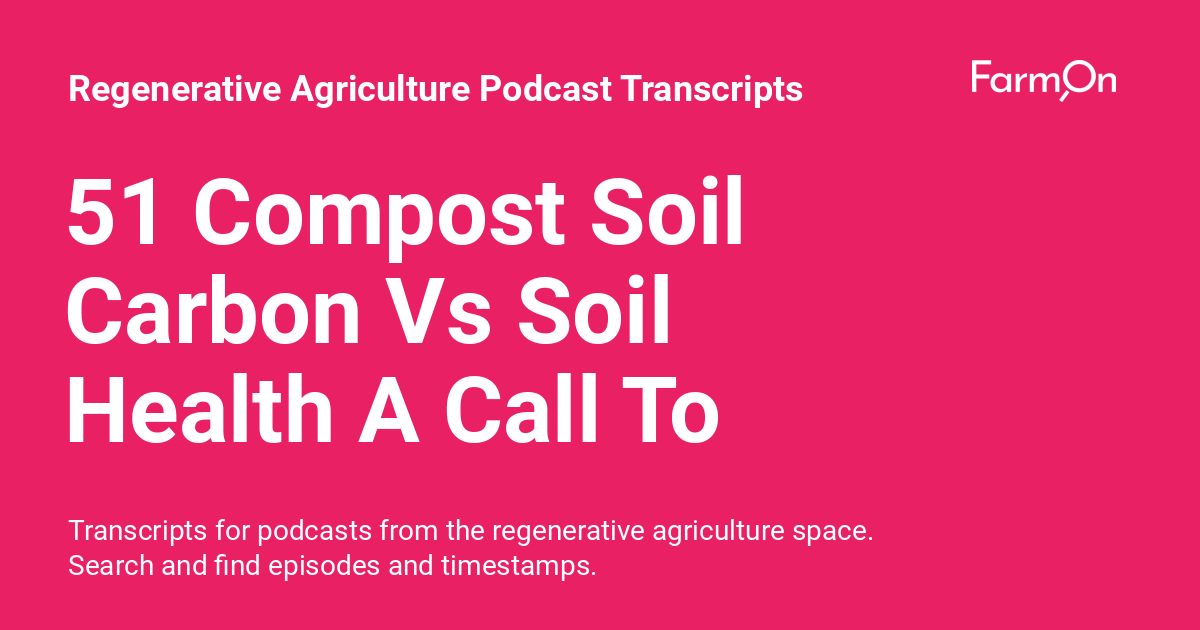 Regenerative Agriculture Podcast Transcripts
FarmOn
51 Compost Soil
Carbon Vs Soil
Health A Call To
Transcripts for podcasts from the regenerative agriculture space.
Search and find episodes and timestamps.